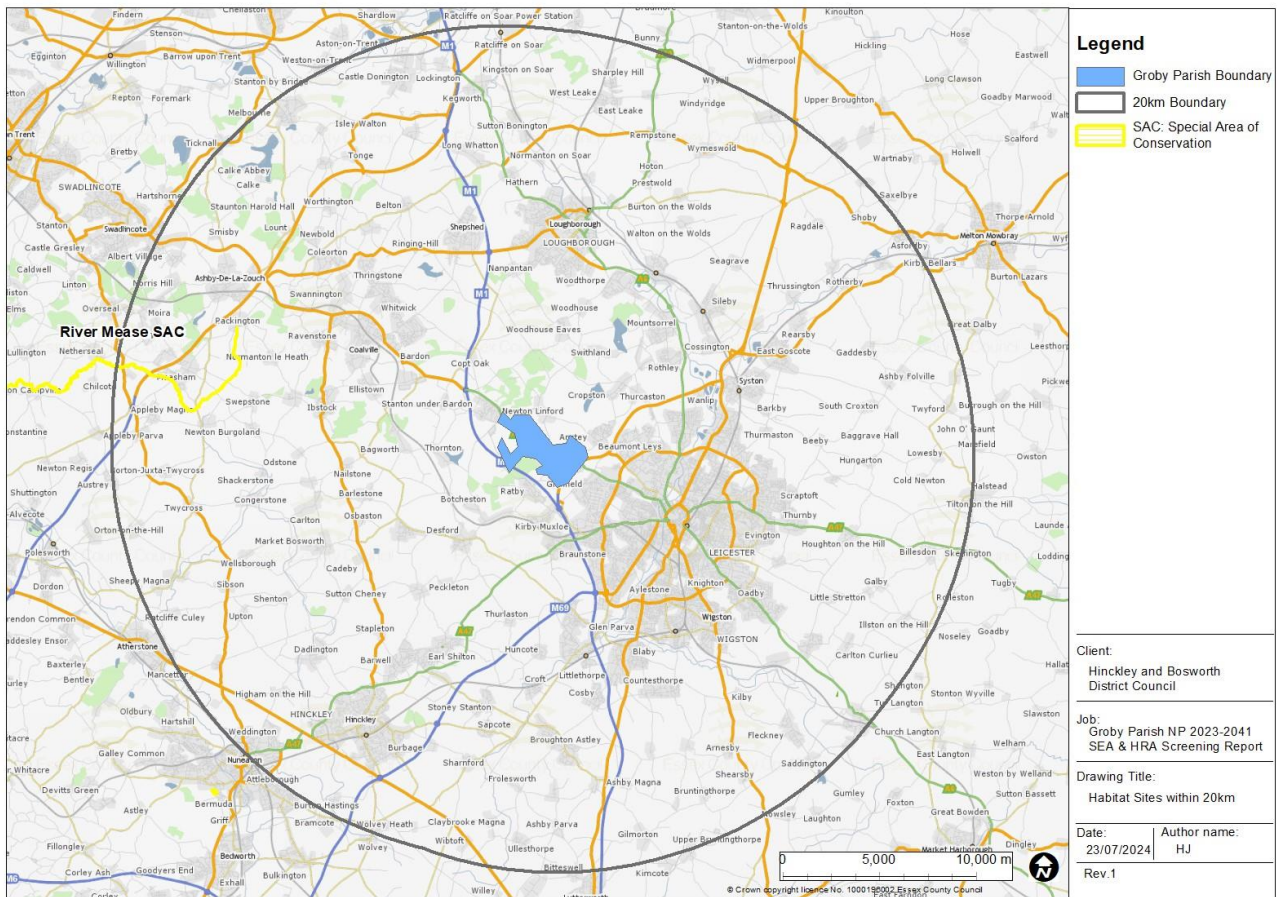 Legend
Groby Parish Boundary
20km Boundary
SAC: Special Area of
Conservation
Client:
Hinckley and Bosworth
District Council
Job:
Groby Parish NP 2023-2041
SEA & HRA Screening Report
Drawing Title:
Habitat Sites within 20km
Date:
23/07/2024
Author name:
HJ
Rev.1
River Mease SAC
0 5,000 10,000 m
N
Findern
Shardlow
Ratcliffe on Soar Power Station
Stanton-on-the-Wolds
Kinoulton
Hose
Stenson
Aston-on-Trent
Ratcliffe on Soar
Bunny
Hickling
Eastwell
Egginton
Willington
Barrow upon Trent
Weston-on-Trent
Castle Donington
Lockington
Kingston on Soar
Sharpley Hill
Wysall
Widmerpool
Long Clawson
Repton
Foremark
Stanton by Bridge
Kegworth
West Leake
Windyridge
Upper Broughton
Goadby Marwood
Melbourne
East Leake
Scalford
Isley Walton
Sutton Bonington
Rempstone
Bretby
Ticknall
Tonge
Long Whatton
Normanton on Soar
Wymeswold
Wartnaby
Holwell
Calke Abbey
Calke
Hathern
Hoton
Prestwold
Saxelbye
SWADLINCOTE
Hartshorne
Staunton Harold Hall
Worthington
Belton
Shepshed
Burton on the Wolds
Shoby
Thorpe Arnold
Stanton
Swadlincote
Smisby
Lount
Newbold
Loughborough
LOUGHBOROUGH
Walton on the Wolds
Ragdale
Melton Mowbray
Castle Gresley
Albert Village
Coleorton
Ringing-Hill
Nanpantan
Seagrave
Kirby Bellars
Caldwell
Linton
Norris Hill
Ashby-De-La-Zouch
Thringstone
Woodthorpe
Thrussington
Rotherby
Burton Lazars
Overseal
Moira
Swannington
Whitwick
Woodhouse
Sileby
Packington
Ravenstone
Woodhouse Eaves
Mountsorrel
Rearsby
Great Dalby
Lullington
Netherseal
Normanton le Heath
Coalville
Bardon
Copt Oak
Swithland
Cossington
East Goscote
Gaddesby
Rothley
Syston
Ashby Folville
Chilcote
Swepstone
Ellistown
Stanton under Bardon
Newton Linford
Cropston
Thurcaston
Wanlip
Barkby
South Croxton
Twyford
Burrough on the Hill
Appleby Magna
Ibstock
Appleby Parva
Newton Burgoland
Thornton
Anstey
Beaumont Leys
Thurmaston
Beeby
Baggrave Hall
John O' Gaunt
Marefield
Newton Regis
Odstone
Bagworth
Lowesby
Owston
Austrey
Norton-Juxta-Twycross
Shackerstone
Nailstone
Ratby
Glenfield
Hungarton
Cold Newton
Shuttington
Congerstone
Barlestone
Botcheston
Scraptoft
Halstead
Alvecote
Twycross
Carlton
Osbaston
Desford
Kirby-Muxloe
Thurnby
Tilton on the Hill
Orton-on-the-Hill
Market Bosworth
Braunstone
LEICESTER
Evington
Houghton on the Hill
Billesdon
Skeffington
Polesworth
Wellsborough
Cadeby
Peckleton
Knighton
Oadby
Galby
Tugby
Dordon
Sheepy Magna
Sibson
Shenton
Sutton Cheney
Aylestone
Little Stretton
Rolleston
Ratcliffe Culey
Upton
Thurlaston
Wigston
Illston on the Hill
Stapleton
Glen Parva
WIGSTON
Noseley
Goadby
Atherstone
Dadlington
Earl Shilton
Huncote
Blaby
Carlton Curlieu
Baxterley
Mancetter
Barwell
Croft
Littlethorpe
Countesthorpe
Bentley
Higham on the Hill
Cosby
Kilby
Shangton
Stonton Wyville
Oldbury
Hartshill
HINCKLEY
Stoney Stanton
Tur Langton
Slawston
Weddington
Hinckley
Sapcote
Fleckney
Church Langton
Galley Common
Burbage
Broughton Astley
Arnesby
Welham
Nuneaton
Sharnford
Saddington
East Langton
Attleborough
Frolesworth
Shearsby
Weston by Welland
Devitts Green
Bermuda
Ashby Magna
Bruntingthorpe
Gumley
Foxton
Sutton Bassett
Astley
Griff
Burton Hastings
Claybrooke Magna
Mowsley
Laughton
Great Bowden
Bramcote
Wolvey Heath
Ashby Parva
Gilmorton
Upper Bruntingthorpe
Fillongley
Bedworth
Wolvey
Wibtoft
Ullesthorpe
Market Harborough
Dingley
Corley Ash
Goodyers End
Bulkington
Bitteswell
Kimcote
Exhall
Willey
M1
M1
M1
M69
M6
© Crown copyright licence No. Essex County Council